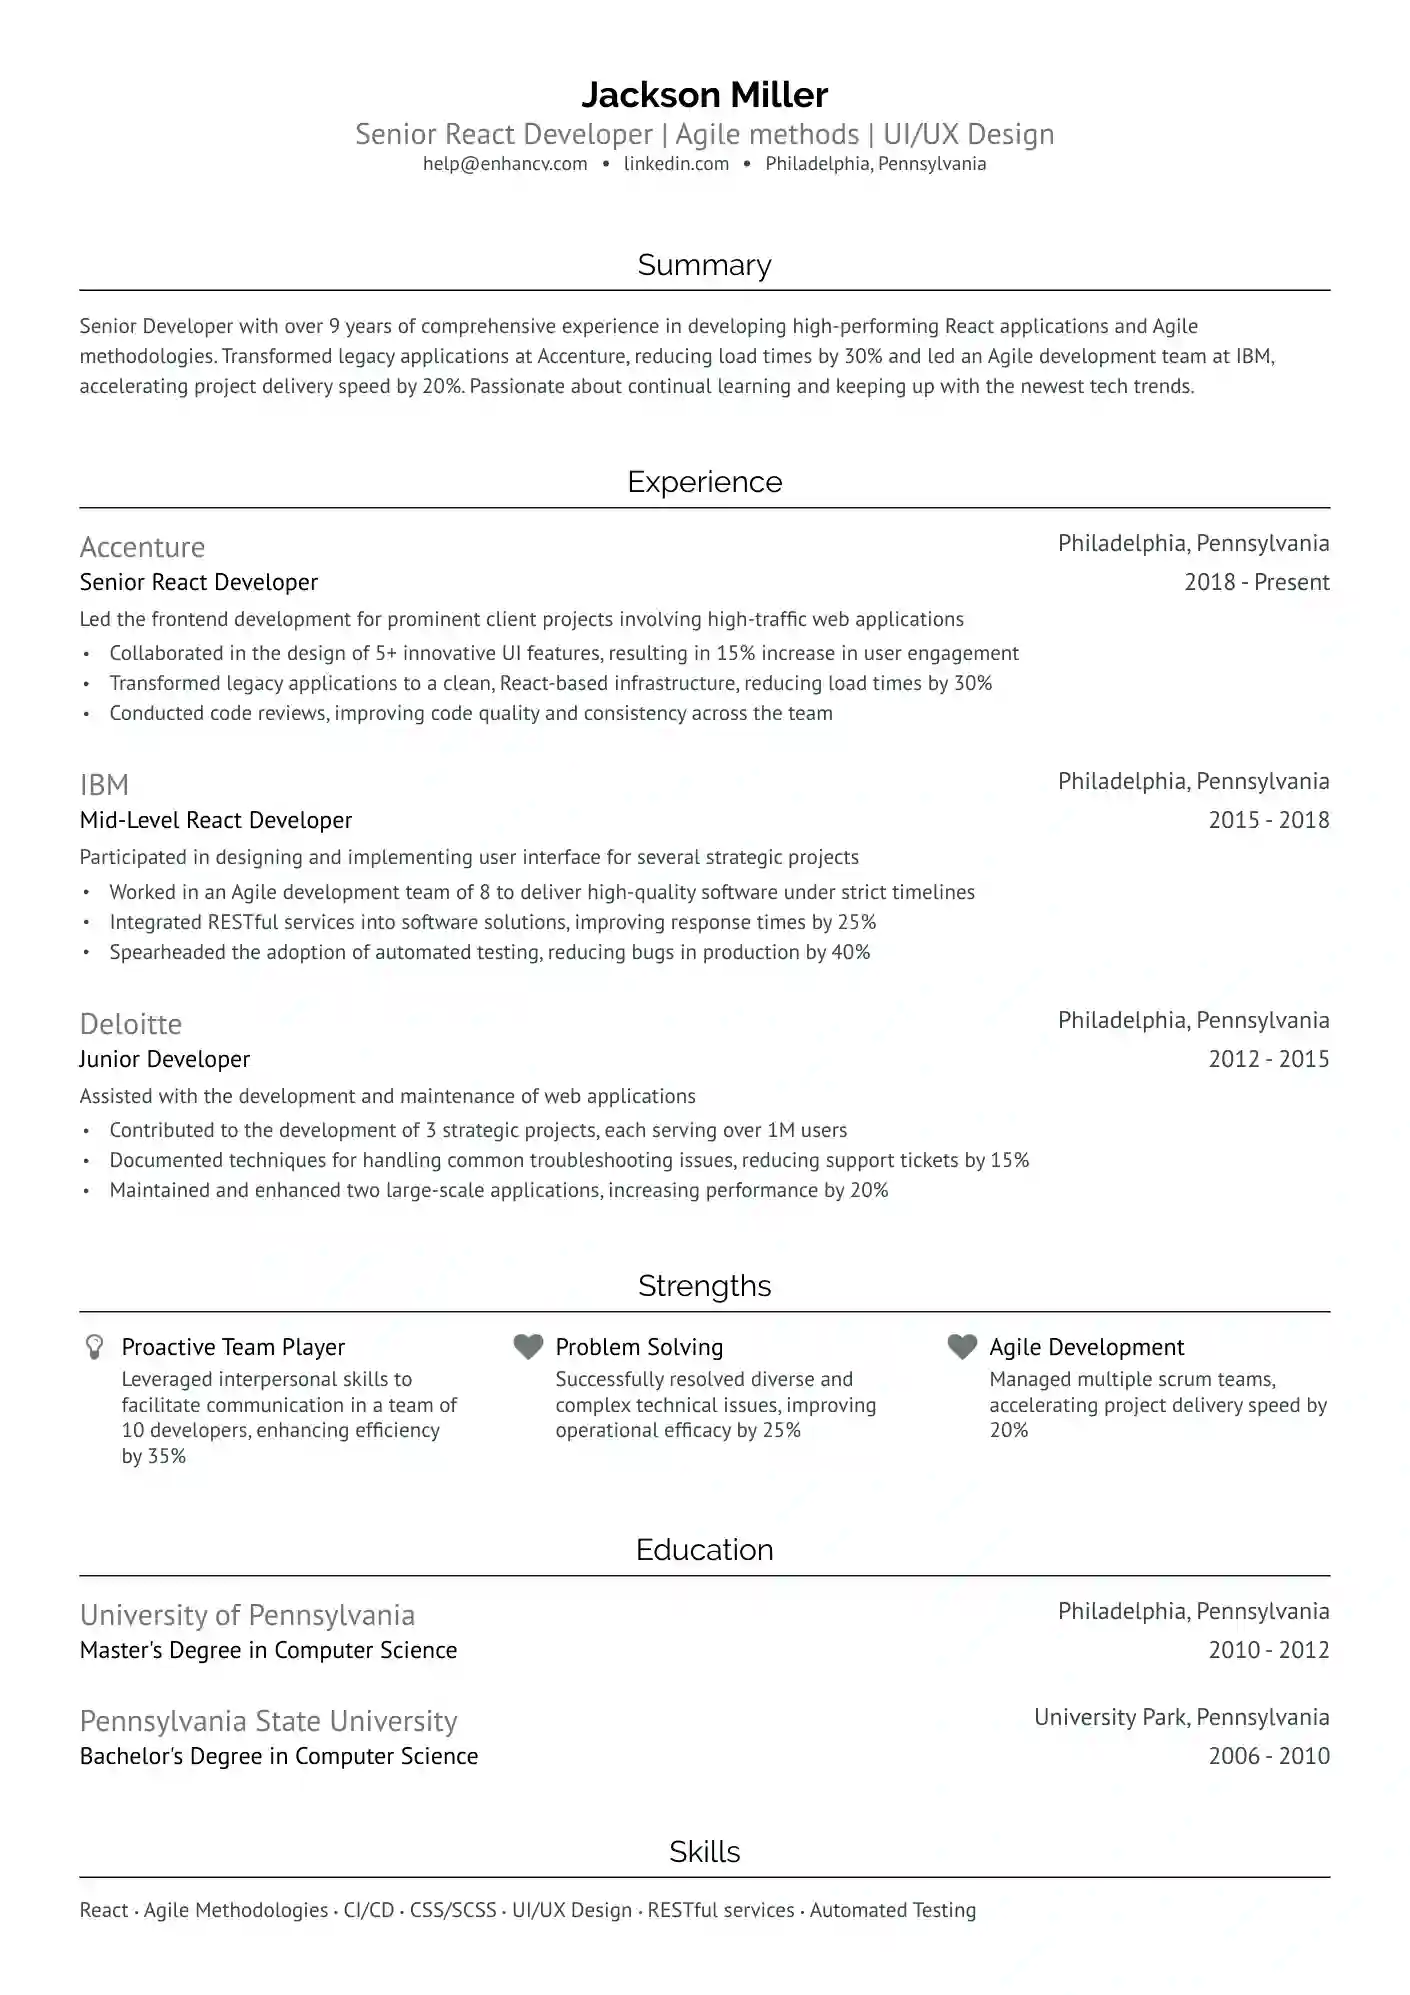 Jackson Miller
Senior React Developer | Agile methods | UI/UX Design
help@enhancv.com • linkedin.com • Philadelphia, Pennsylvania
Summary
Senior Developer with over 9 years of comprehensive experience in developing high-performing React applications and Agile
methodologies. Transformed legacy applications at Accenture, reducing load times by 30% and led an Agile development team at IBM,
accelerating project delivery speed by 20%. Passionate about continual learning and keeping up with the newest tech trends.
Experience
Accenture Philadelphia, Pennsylvania
Senior React Developer 2018 - Present
Led the frontend development for prominent client projects involving high-traffic web applications
• Collaborated in the design of 5+ innovative UI features, resulting in 15% increase in user engagement
• Transformed legacy applications to a clean, React-based infrastructure, reducing load times by 30%
• Conducted code reviews, improving code quality and consistency across the team
IBM Philadelphia, Pennsylvania
Mid-Level React Developer 2015 - 2018
Participated in designing and implementing user interface for several strategic projects
• Worked in an Agile development team of 8 to deliver high-quality software under strict timelines
• Integrated RESTful services into software solutions, improving response times by 25%
• Spearheaded the adoption of automated testing, reducing bugs in production by 40%
Deloitte Philadelphia, Pennsylvania
Junior Developer 2012 - 2015
Assisted with the development and maintenance of web applications
• Contributed to the development of 3 strategic projects, each serving over 1M users
• Documented techniques for handling common troubleshooting issues, reducing support tickets by 15%
• Maintained and enhanced two large-scale applications, increasing performance by 20%
Strengths
Proactive Team Player
Leveraged interpersonal skills to
facilitate communication in a team of
10 developers, enhancing efficiency
by 35%
Problem Solving
Successfully resolved diverse and
complex technical issues, improving
operational efficacy by 25%
Agile Development
Managed multiple scrum teams,
accelerating project delivery speed by
20%
Education
University of Pennsylvania Philadelphia, Pennsylvania
Master's Degree in Computer Science 2010 - 2012
Pennsylvania State University University Park, Pennsylvania
Bachelor's Degree in Computer Science 2006 - 2010
Skills
React · Agile Methodologies · CI/CD · CSS/SCSS · UI/UX Design · RESTful services · Automated Testing